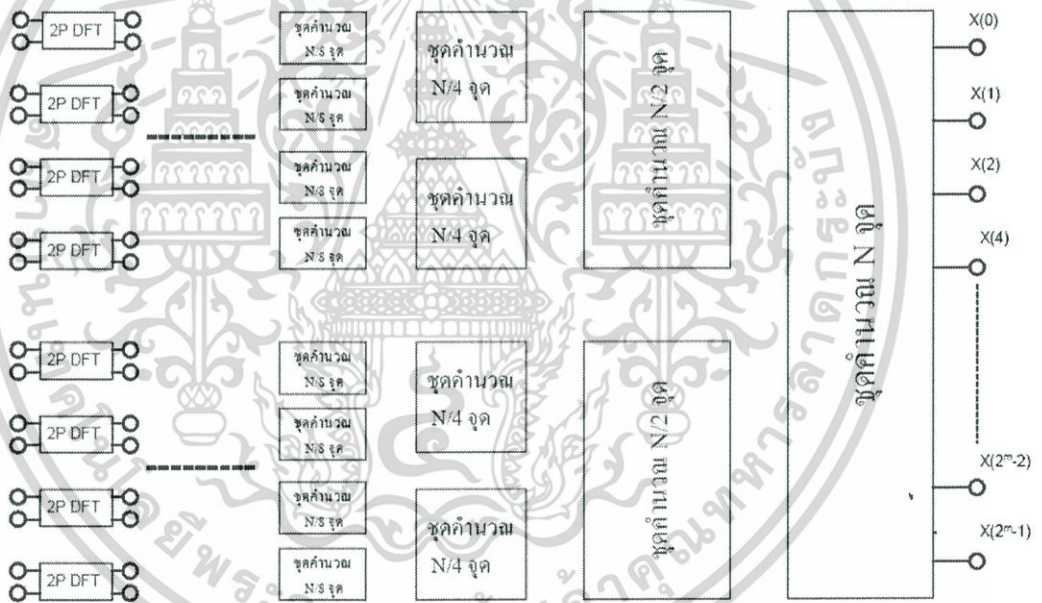 2P DFT
2P DFT
2P DFT
2P DFT
2P DFT
2P DFT
2P DFT
2P DFT
ชุดคำนวณ
N/8 จุด
ชุดคำนวณ
N/8 จุด
ชุดคำนวณ
N/8 จุด
ชุดคำนวณ
N/8 จุด
ชุดคำนวณ
N/8 จุด
ชุดคำนวณ
N/8 จุด
ชุดคำนวณ
N/8 จุด
ชุดคำนวณ
N/8 จุด
ชุดคำนวณ
N/4 จุด
ชุดคำนวณ
N/4 จุด
ชุดคำนวณ
N/4 จุด
ชุดคำนวณ
N/4 จุด
ชุดคำนวณ N/2 จุด
ชุดคำนวณ N/2 จุด
ชุดคำนวณ N จุด
X(0)
X(1)
X(2)
X(4)
X(2ᵐ-2)
X(2ᵐ-1)